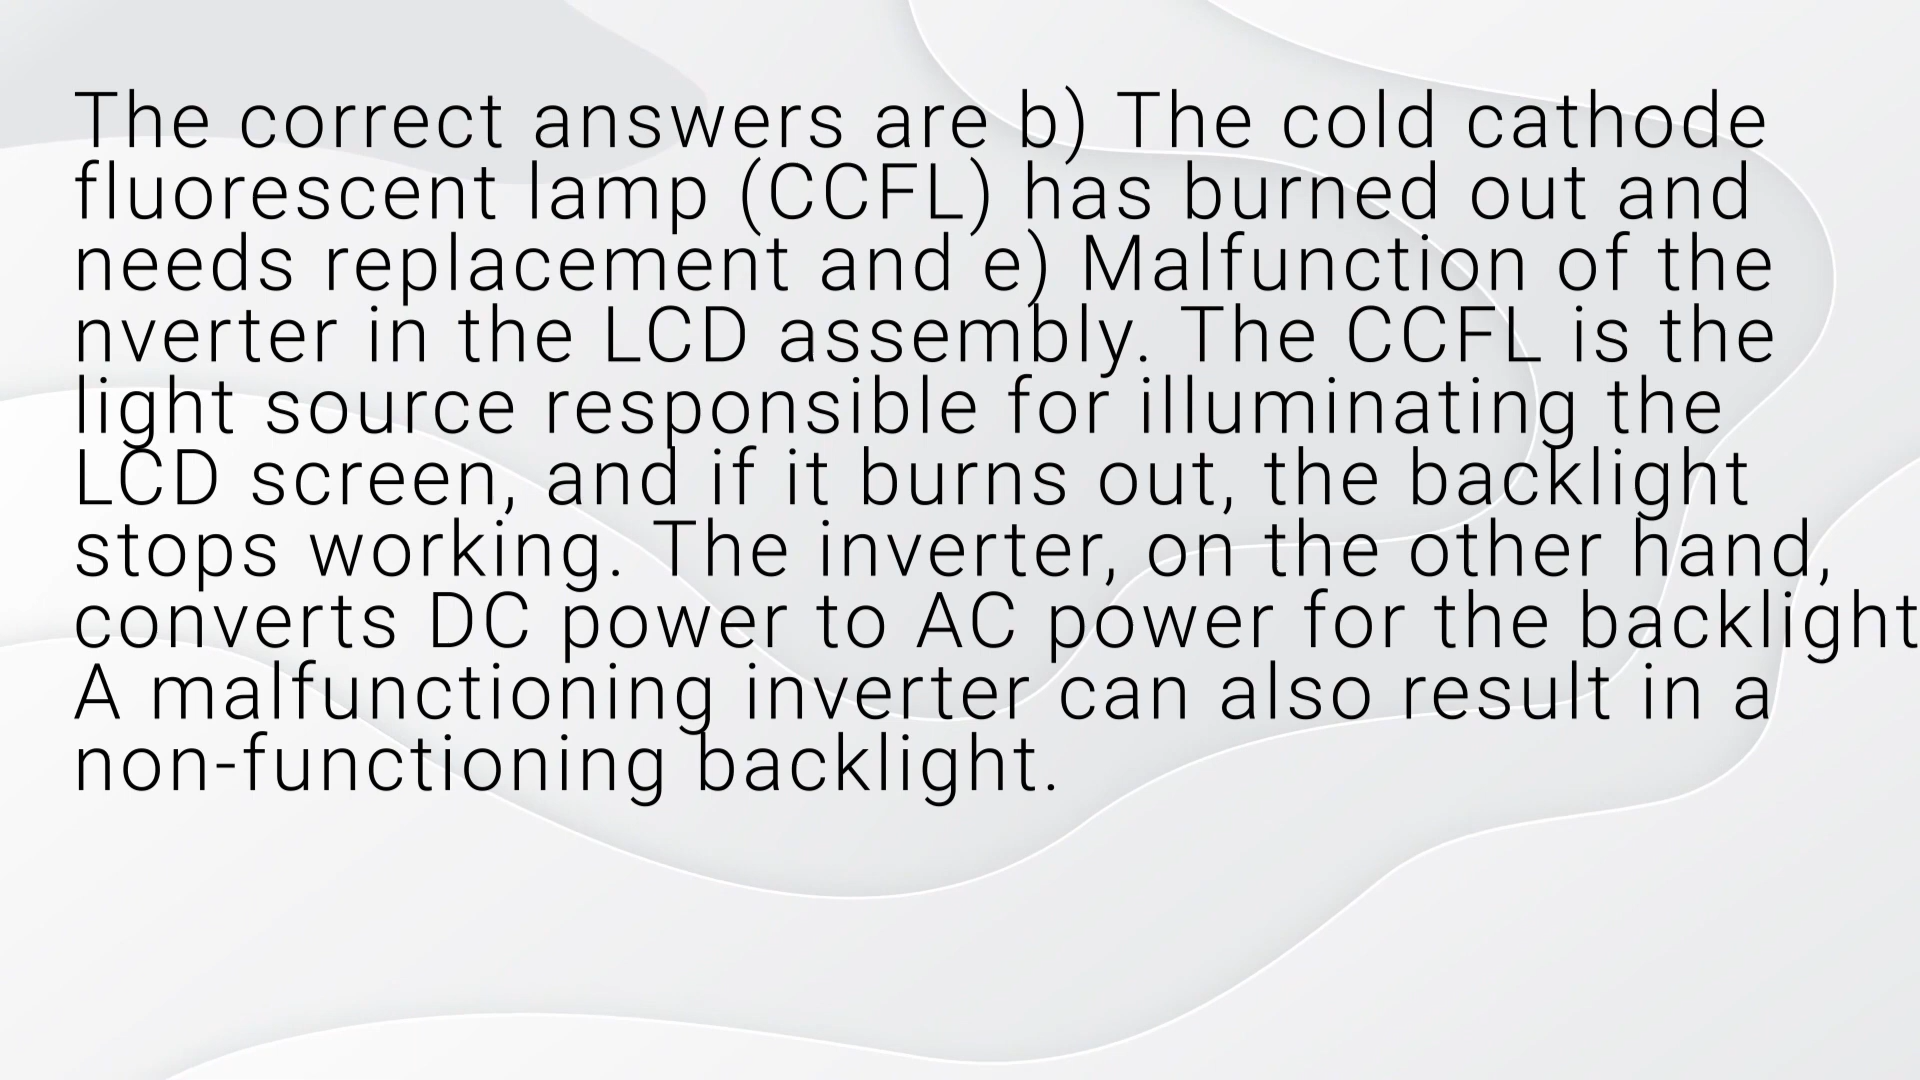 The correct answers are b) The cold cathode
fluorescent lamp (CCFL) has burned out and
needs replacement and e) Malfunction of the
nverter in the LCD assembly. The CCFL is the
light source responsible for illuminating the
LCD screen, and if it burns out, the backlight
stops working. The inverter, on the other hand,
converts DC power to AC power for the backlight
A malfunctioning inverter can also result in a
non-functioning backlight.